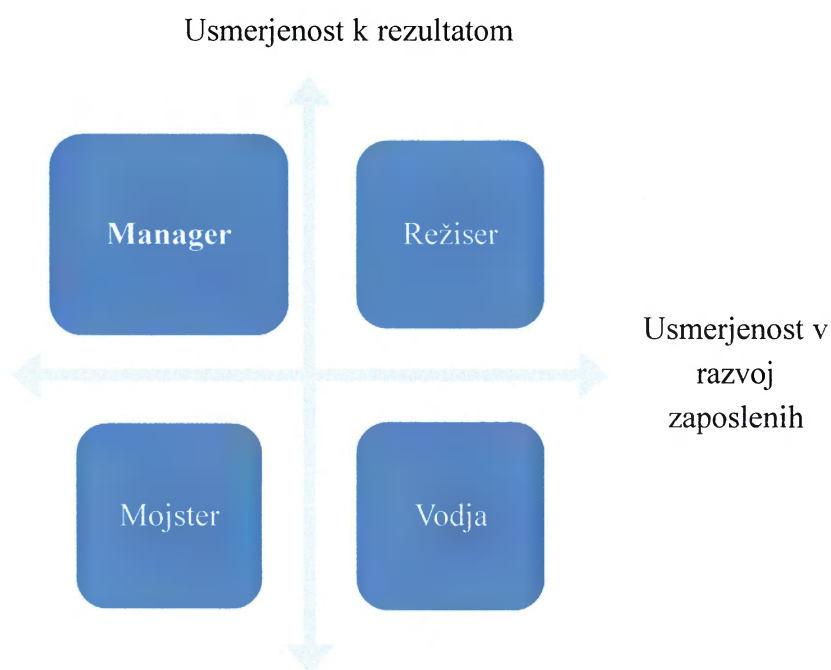 Usmerjenost k rezultatom
Manager
Režiser
Usmerjenost v
razvoj
zaposlenih
Mojster
Vodja